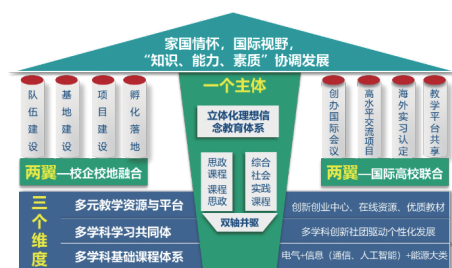 家国情怀，国际视野，
“知识、能力、素质”协调发展
队伍建设
基地建设
项目建设
孵化落地
两翼—校企校地融合
一个主体
立体化理想信
念教育体系
思政
课程
课程
思政
综合
社会
实践
课程
双轴并驱
创办国际会议
高水平交流项目
海外实习认定
教学平台共享
两翼—国际高校联合
三个维度
多元教学资源与平台
多学科学习共同体
多学科基础课程体系
创新创业中心、在线资源、优质教材
多学科创新社团驱动个性化发展
电气+信息（通信、人工智能）+能源大类